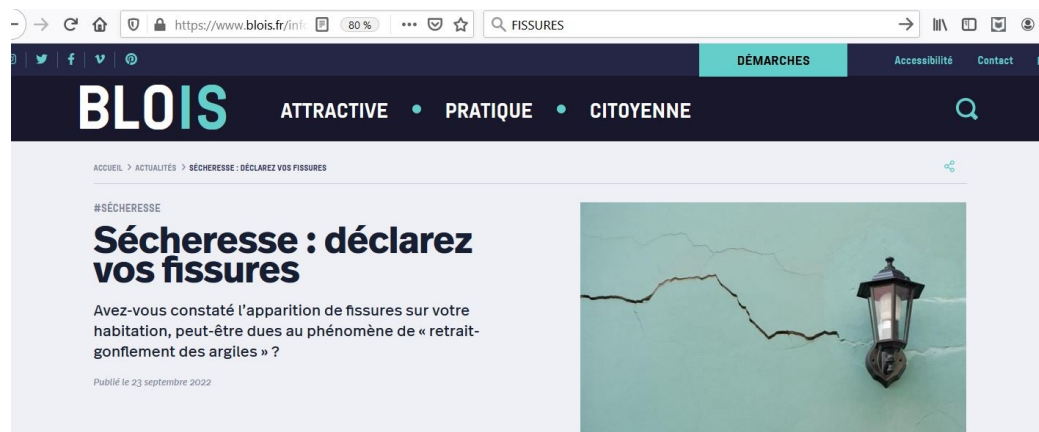 https://www.blois.fr/inf
80 %
FISSURES
DÉMARCHES
Accessibilité
Contact
BLOIS
ATTRACTIVE • PRATIQUE • CITOYENNE
ACCUEIL > ACTUALITÉS > SÉCHERESSE : DÉCLAREZ VOS FISSURES
#SÉCHERESSE
Sécheresse : déclarez
vos fissures
Avez-vous constaté l'apparition de fissures sur votre
habitation, peut-être dues au phénomène de « retrait-
gonflement des argiles » ?
Publié le 23 septembre 2022